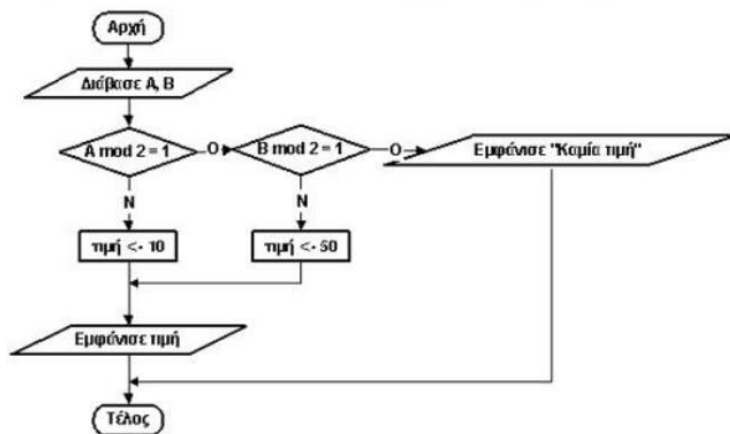 Αρχή
Διάβασε Α, Β
A mod 2 = 1
Ο
B mod 2 = 1
Ο
Εμφάνισε "Καμία τιμή"
Ν
Ν
τιμή <- 10
τιμή <- 50
Εμφάνισε τιμή
Τέλος